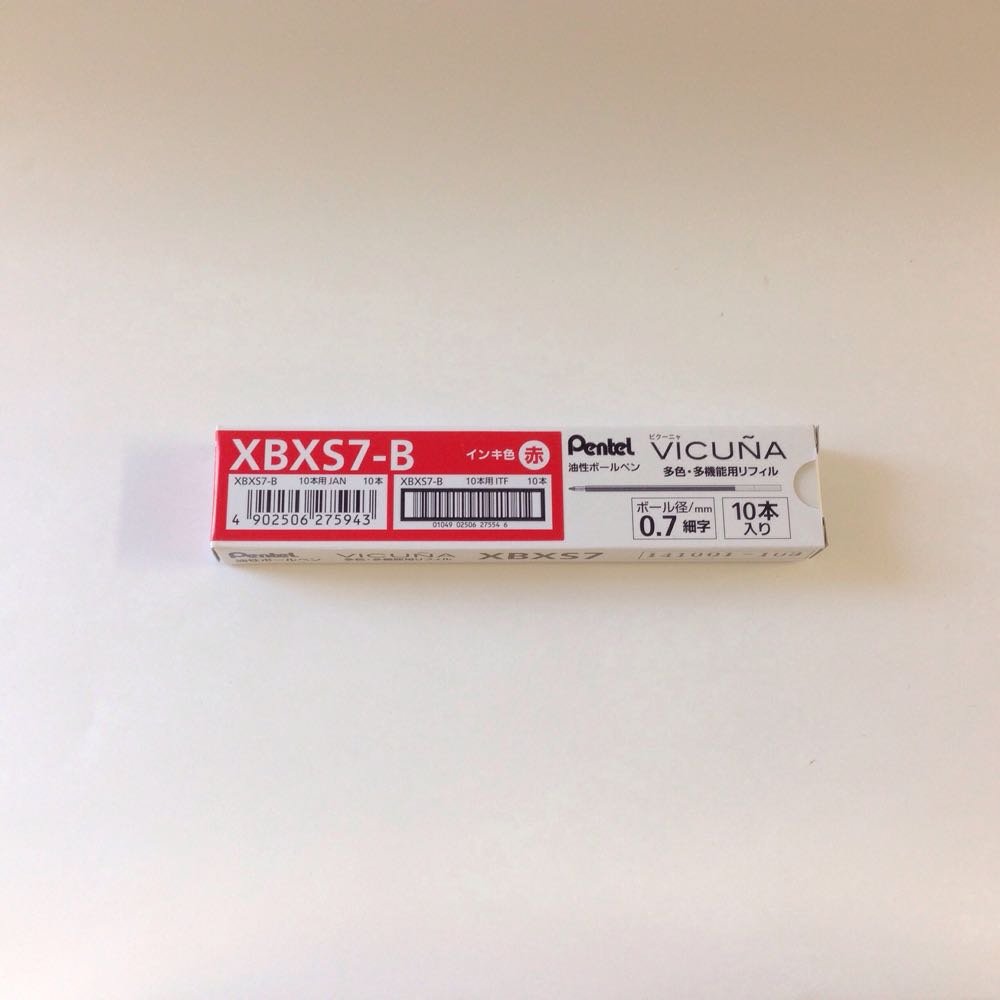 XBXS7-B インキ色 赤
XBXS7-B 10本用 JAN 10本
4 902506 275943
XBXS7-B 10本用 ITF 10本
01049 02506 27554 6
Pentel ビクーニャ VICUÑA
油性ボールペン 多色・多機能用リフィル
ボール径/mm
0.7 細字
10本
入り
Pentel VICUÑA XBXS7
油性ボールペン 多色・多機能用リフィル